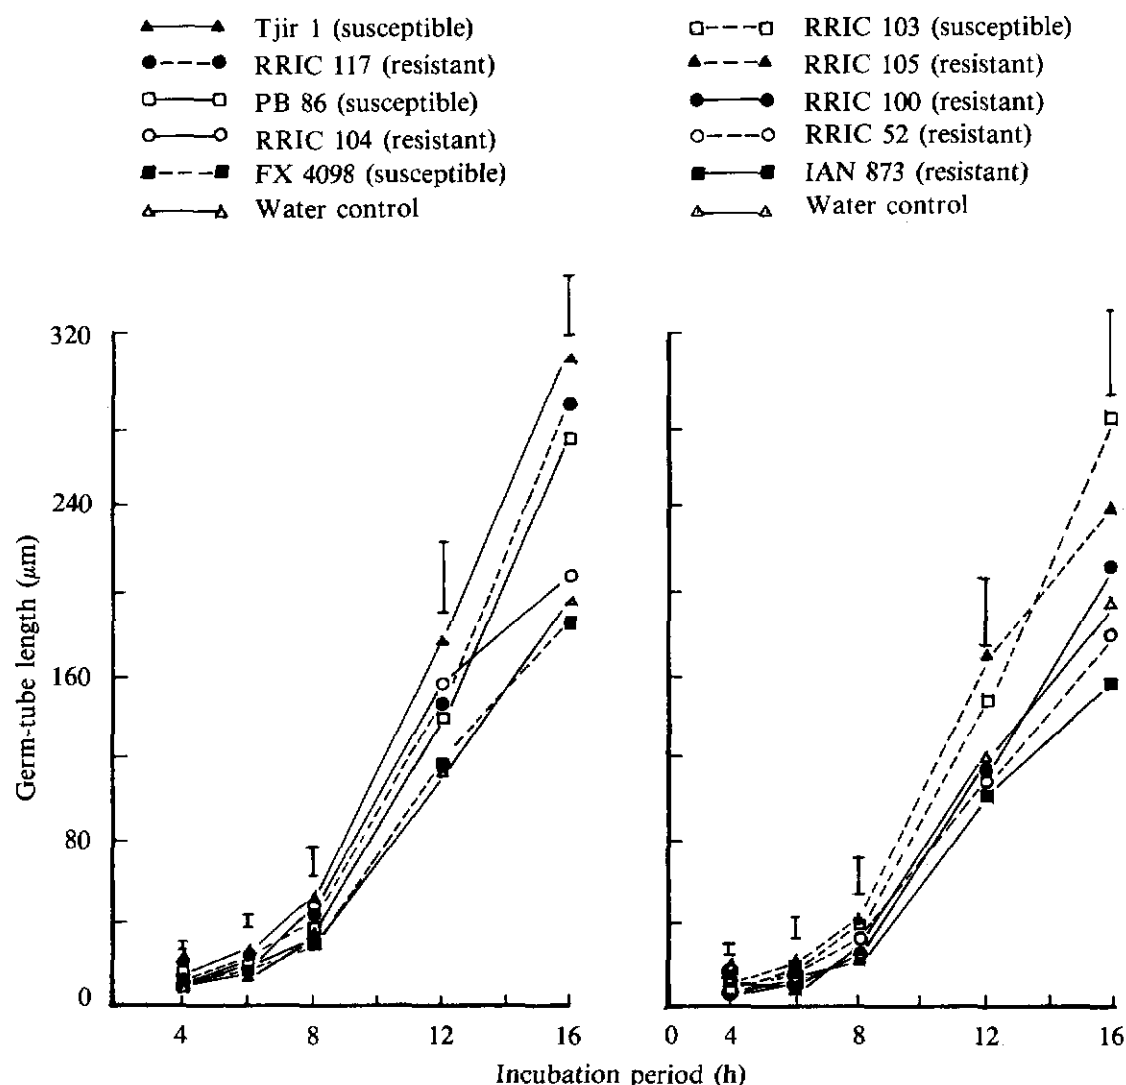 Tjir 1 (susceptible)
RRIC 117 (resistant)
PB 86 (susceptible)
RRIC 104 (resistant)
FX 4098 (susceptible)
Water control
RRIC 103 (susceptible)
RRIC 105 (resistant)
RRIC 100 (resistant)
RRIC 52 (resistant)
IAN 873 (resistant)
Water control
Germ-tube length (μm)
320
240
160
80
0
4 6 8 12 16
0 4 6 8 12 16
Incubation period (h)